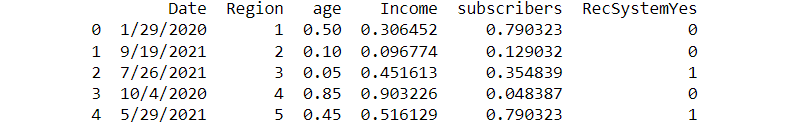 Date Region age Income subscribers RecSystemYes
0 1/29/2020 1 0.50 0.306452 0.790323 0
1 9/19/2021 2 0.10 0.096774 0.129032 0
2 7/26/2021 3 0.05 0.451613 0.354839 1
3 10/4/2020 4 0.85 0.903226 0.048387 0
4 5/29/2021 5 0.45 0.516129 0.790323 1